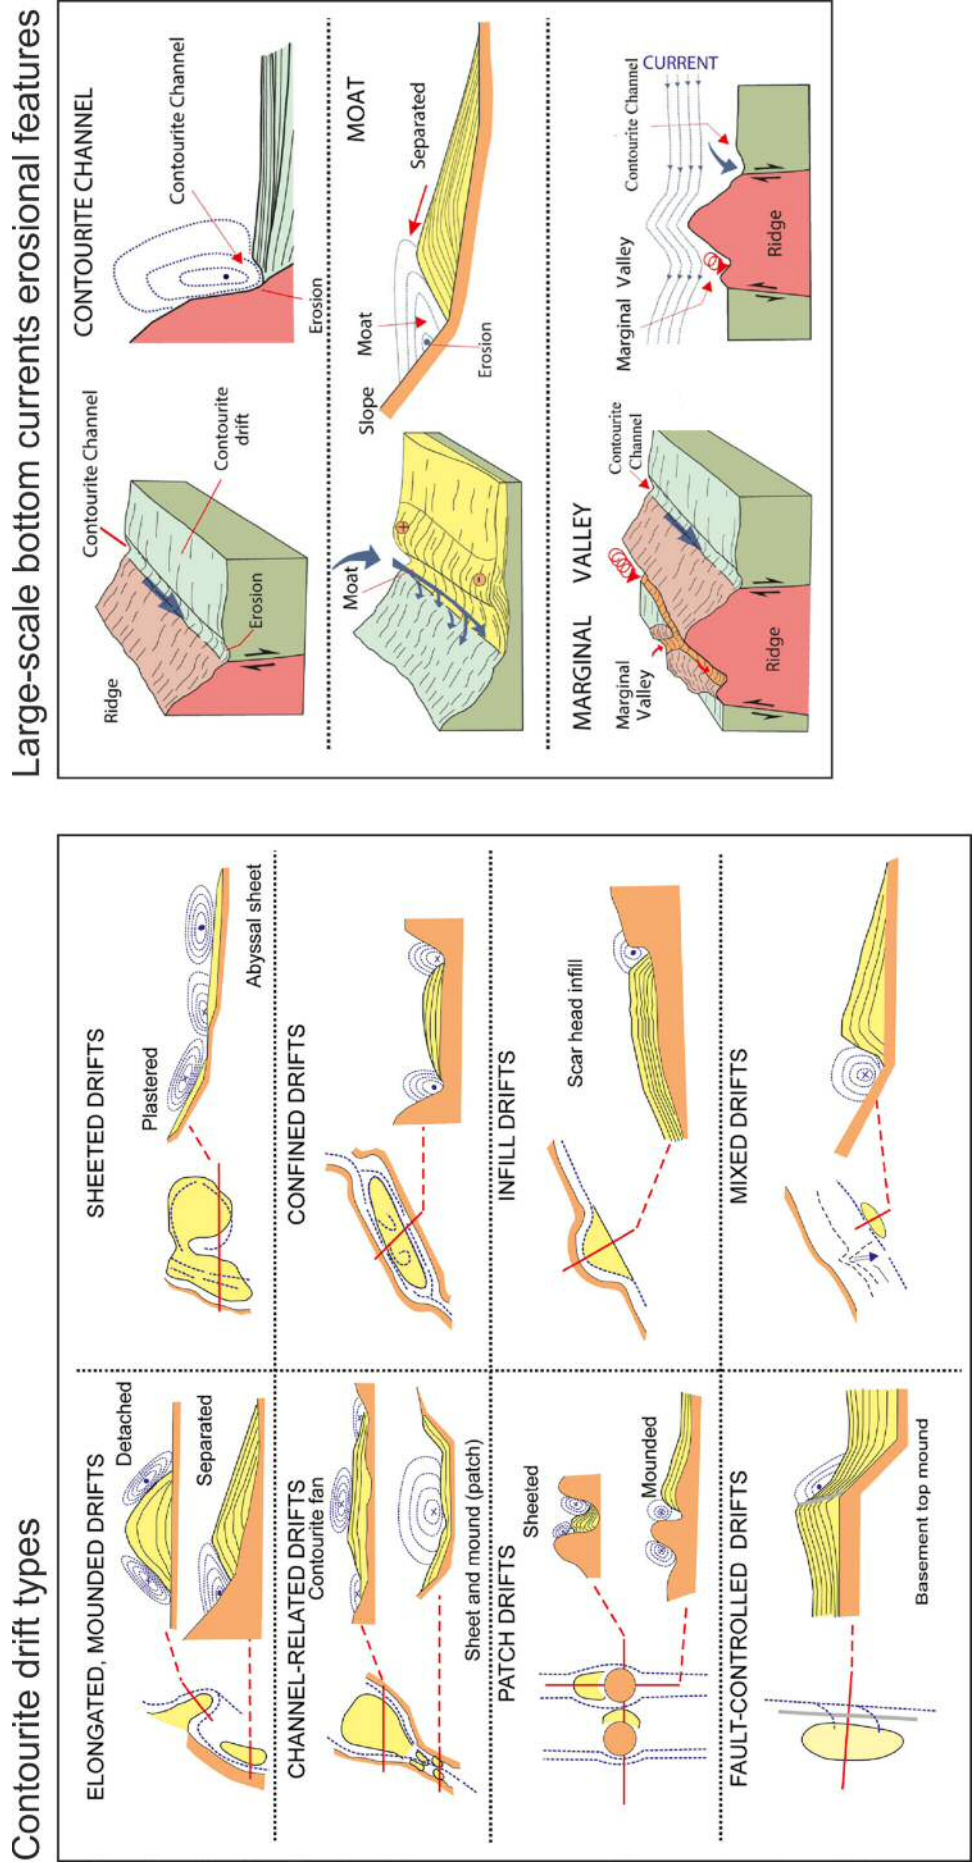 Contourite drift types
ELONGATED, MOUNDED DRIFTS
Detached
Separated
SHEETED DRIFTS
Plastered
Abyssal sheet
CHANNEL-RELATED DRIFTS
Contourite fan
Sheet and mound (patch)
CONFINED DRIFTS
PATCH DRIFTS
Sheeted
Mounded
INFILL DRIFTS
Scar head infill
FAULT-CONTROLLED DRIFTS
Basement top mound
MIXED DRIFTS
Large-scale bottom currents erosional features
CONTOURITE CHANNEL
Ridge
Contourite Channel
Contourite
drift
Erosion
Contourite Channel
Erosion
MOAT
Moat
+
-
Slope
Moat
Separated
Erosion
MARGINAL VALLEY
Marginal
Valley
Contourite
Channel
Ridge
Marginal Valley
Contourite Channel
CURRENT
Ridge